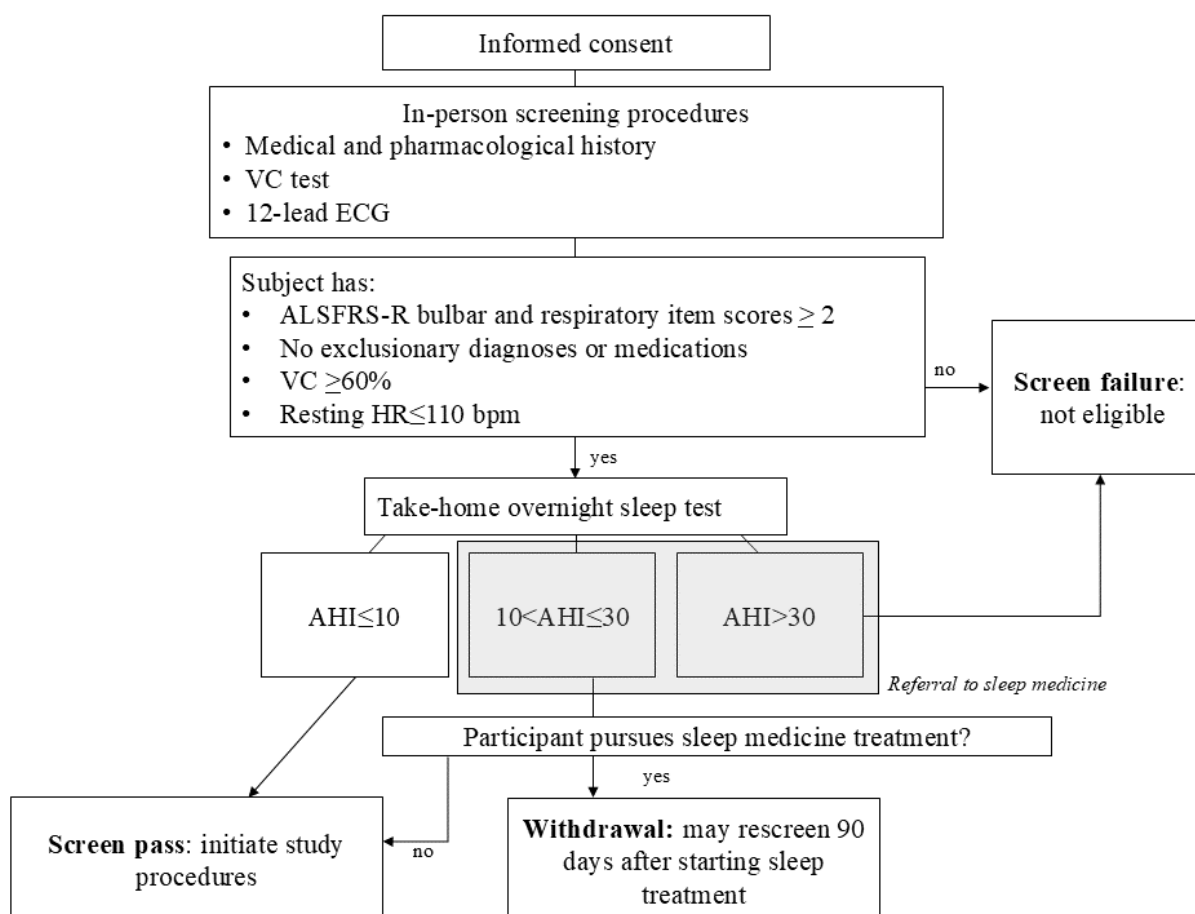 Informed consent
In-person screening procedures
• Medical and pharmacological history
• VC test
• 12-lead ECG
Subject has:
• ALSFRS-R bulbar and respiratory item scores ≥ 2
• No exclusionary diagnoses or medications
• VC ≥60%
• Resting HR≤110 bpm
no
Screen failure:
not eligible
yes
Take-home overnight sleep test
AHI≤10
10<AHI≤30
AHI>30
Referral to sleep medicine
Participant pursues sleep medicine treatment?
yes
no
Screen pass: initiate study
procedures
Withdrawal: may rescreen 90
days after starting sleep
treatment